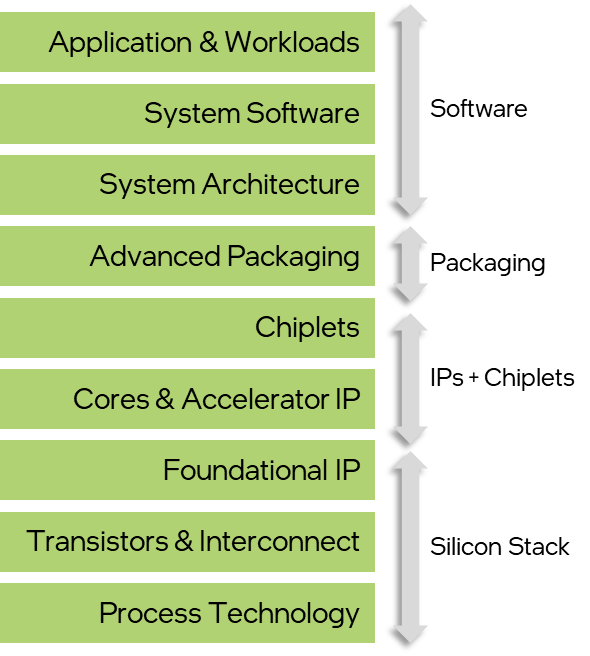 Application & Workloads
System Software
Software
System Architecture
Advanced Packaging
Packaging
Chiplets
IPs + Chiplets
Cores & Accelerator IP
Foundational IP
Transistors & Interconnect
Silicon Stack
Process Technology